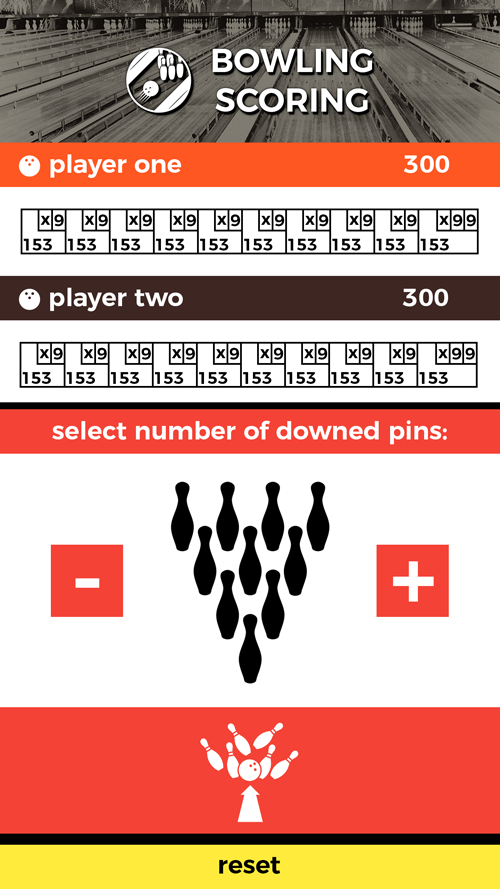 BOWLING
SCORING
player one 300
x9 x9 x9 x9 x9 x9 x9 x9 x9 x99
153 153 153 153 153 153 153 153 153 153
player two 300
x9 x9 x9 x9 x9 x9 x9 x9 x9 x99
153 153 153 153 153 153 153 153 153 153
select number of downed pins:
- +
reset